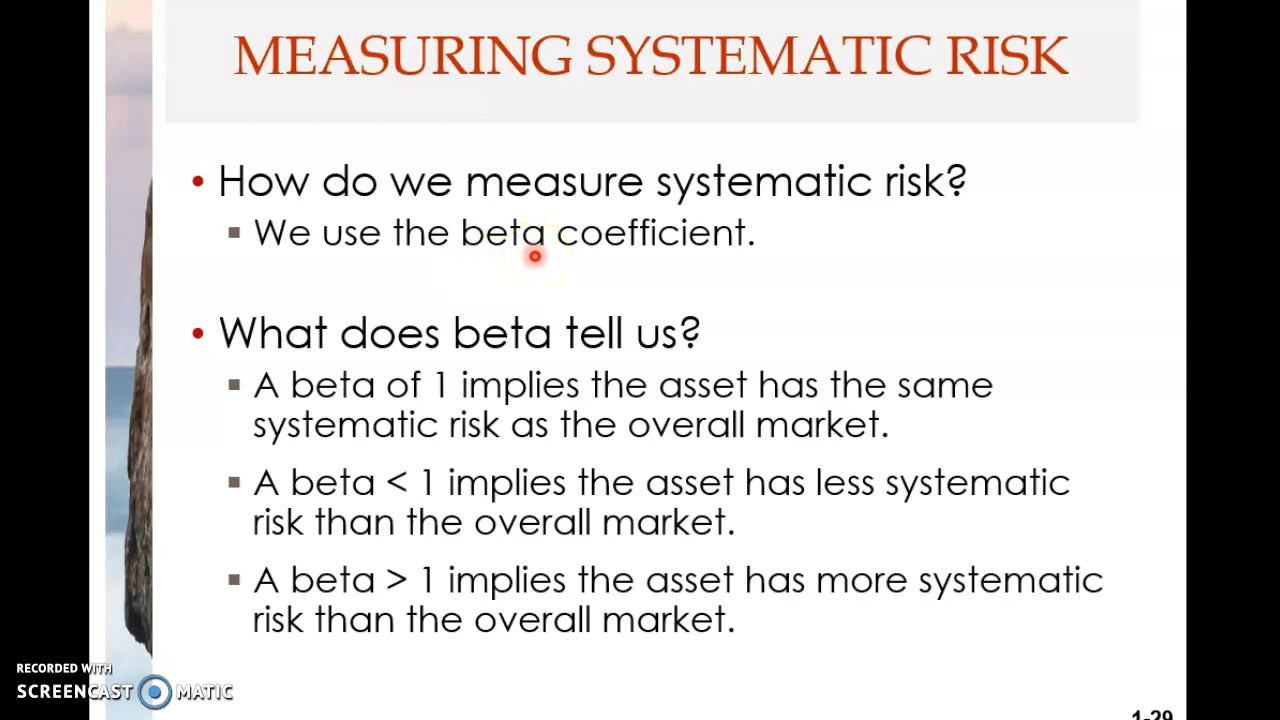 MEASURING SYSTEMATIC RISK
• How do we measure systematic risk?
▪ We use the beta coefficient.
• What does beta tell us?
▪ A beta of 1 implies the asset has the same
systematic risk as the overall market.
▪ A beta < 1 implies the asset has less systematic
risk than the overall market.
▪ A beta > 1 implies the asset has more systematic
risk than the overall market.
RECORDED WITH
SCREENCAST MATIC
1-29